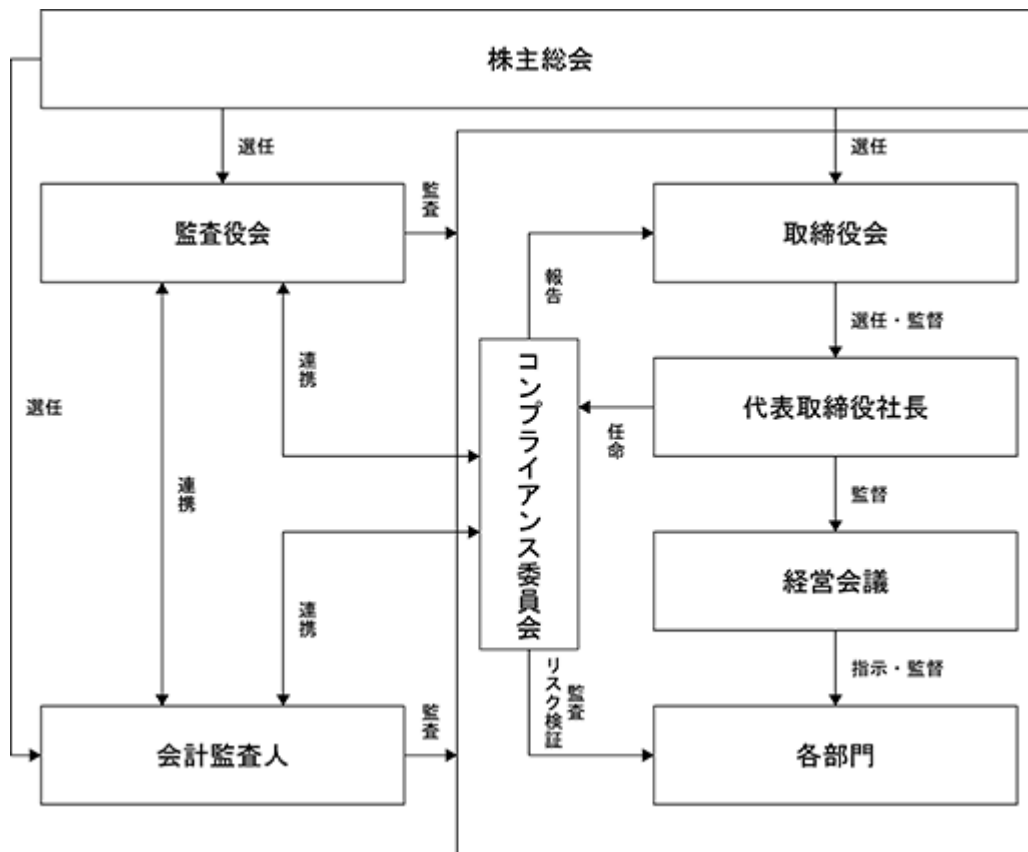 株主総会
選任
選任
監査役会
監査
取締役会
報告
選任・監督
連携
コンプライアンス委員会
代表取締役社長
任命
選任
監督
連携
経営会議
連携
指示・監督
監査
リスク検証
会計監査人
監査
各部門